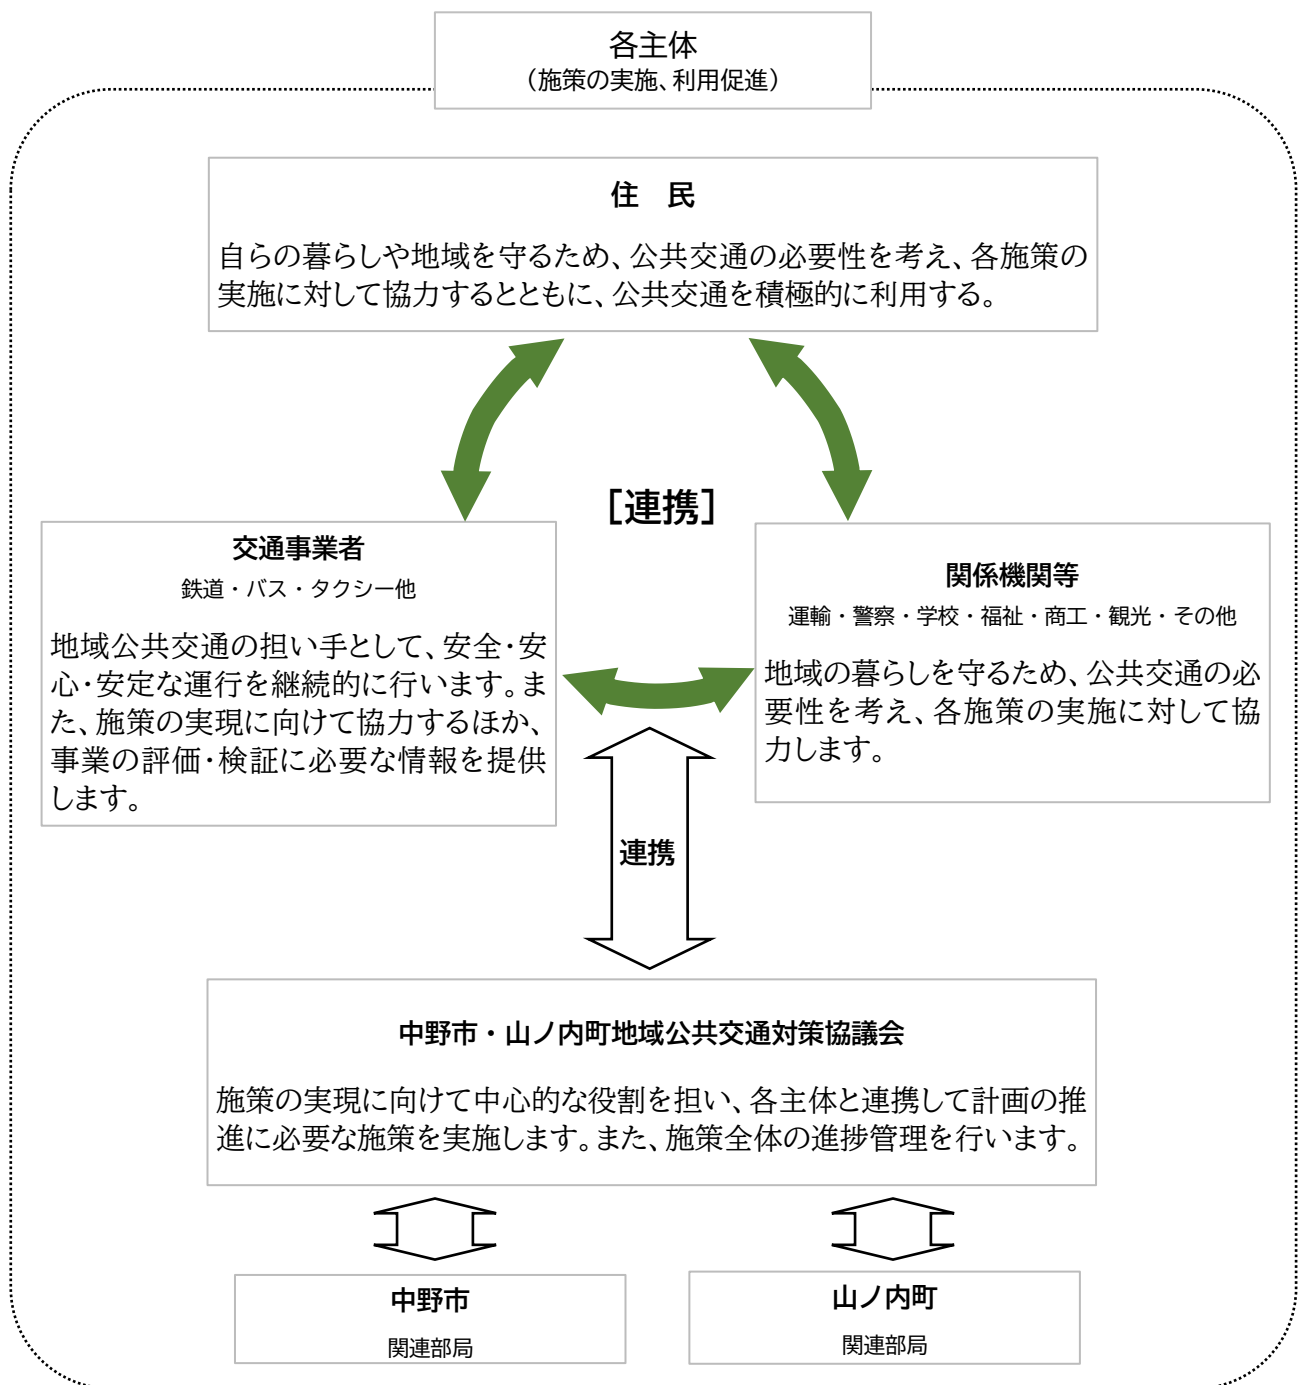 各主体
（施策の実施、利用促進）
住　民
自らの暮らしや地域を守るため、公共交通の必要性を考え、各施策の
実施に対して協力するとともに、公共交通を積極的に利用する。
［連携］
交通事業者
鉄道・バス・タクシー他
地域公共交通の担い手として、安全・安
心・安定な運行を継続的に行います。ま
た、施策の実現に向けて協力するほか、
事業の評価・検証に必要な情報を提供
します。
関係機関等
運輸・警察・学校・福祉・商工・観光・その他
地域の暮らしを守るため、公共交通の必
要性を考え、各施策の実施に対して協
力します。
連携
中野市・山ノ内町地域公共交通対策協議会
施策の実現に向けて中心的な役割を担い、各主体と連携して計画の推
進に必要な施策を実施します。また、施策全体の進捗管理を行います。
中野市
関連部局
山ノ内町
関連部局